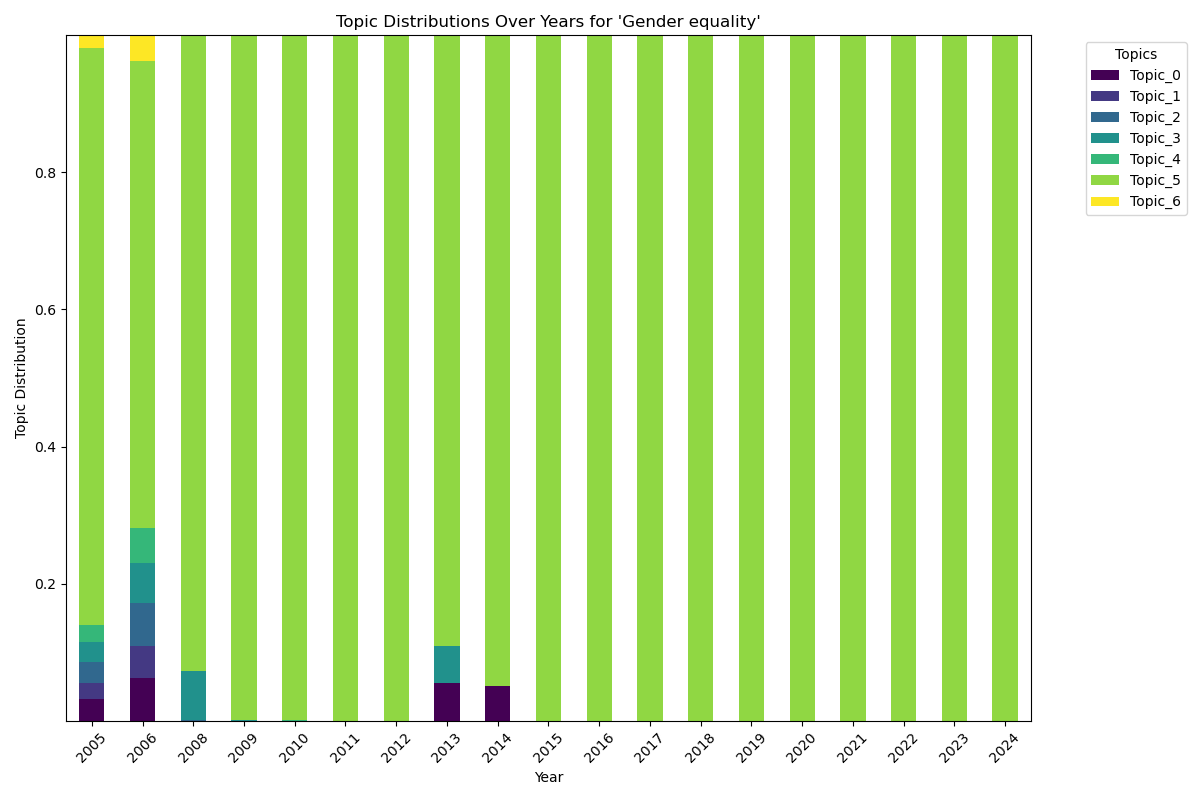 Topic Distributions Over Years for 'Gender equality'
Topics
Topic_0
Topic_1
Topic_2
Topic_3
Topic_4
Topic_5
Topic_6
Topic Distribution
0.8
0.6
0.4
0.2
2005 2006 2008 2009 2010 2011 2012 2013 2014 2015 2016 2017 2018 2019 2020 2021 2022 2023 2024
Year